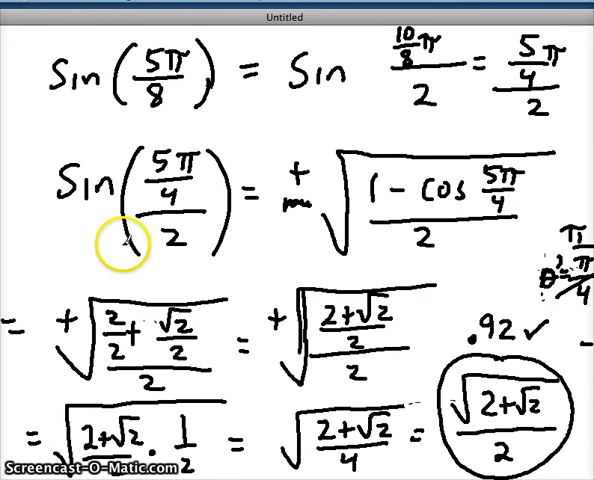 Untitled
Sin(5π/8) = Sin (10/8 π)/2 = (5/4 π)/2
Sin((5π/4)/2) = + √((1 - cos 5π/4)/2)
π
θ' = π/4
= + √((2/2 + √2/2)/2) = + √(((2+√2)/2)/2) .92 ✓ -
= √((2+√2)/2 · 1/2) = √((2+√2)/4) = √(2+√2)/2
Screencast-O-Matic.com